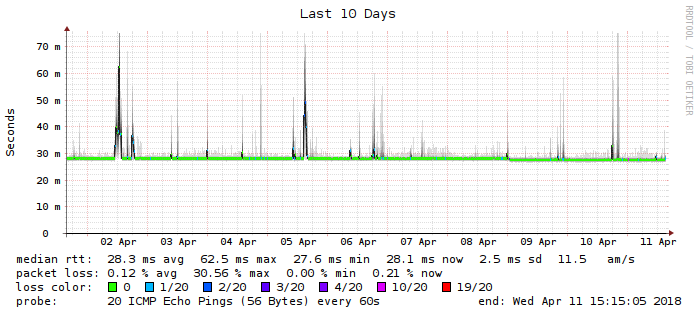 Last 10 Days
RRDTOOL / TOBI OETIKER
Seconds
70 m
60 m
50 m
40 m
30 m
20 m
10 m
0
02 Apr 03 Apr 04 Apr 05 Apr 06 Apr 07 Apr 08 Apr 09 Apr 10 Apr 11 Apr
median rtt: 28.3 ms avg 62.5 ms max 27.6 ms min 28.1 ms now 2.5 ms sd 11.5 am/s
packet loss: 0.12 % avg 30.56 % max 0.00 % min 0.21 % now
loss color: 0 1/20 2/20 3/20 4/20 10/20 19/20
probe: 20 ICMP Echo Pings (56 Bytes) every 60s end: Wed Apr 11 15:15:05 2018